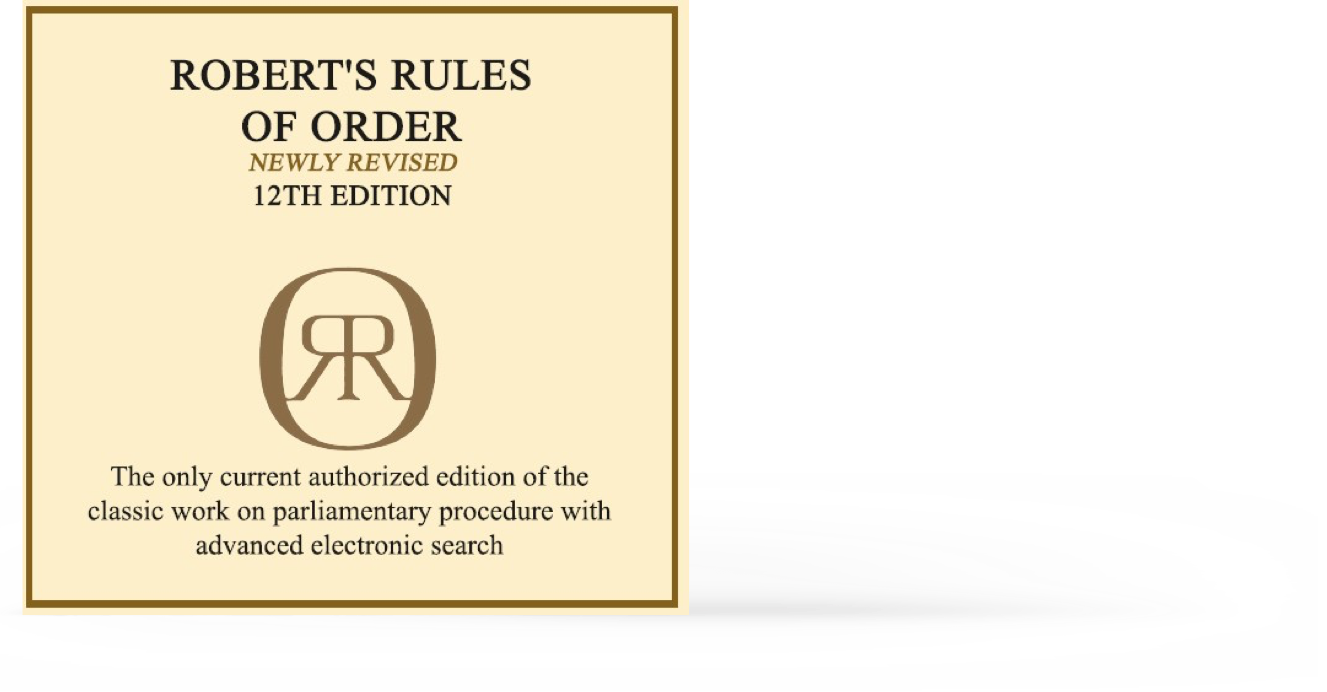 ROBERT'S RULES
OF ORDER
NEWLY REVISED
12TH EDITION
The only current authorized edition of the
classic work on parliamentary procedure with
advanced electronic search